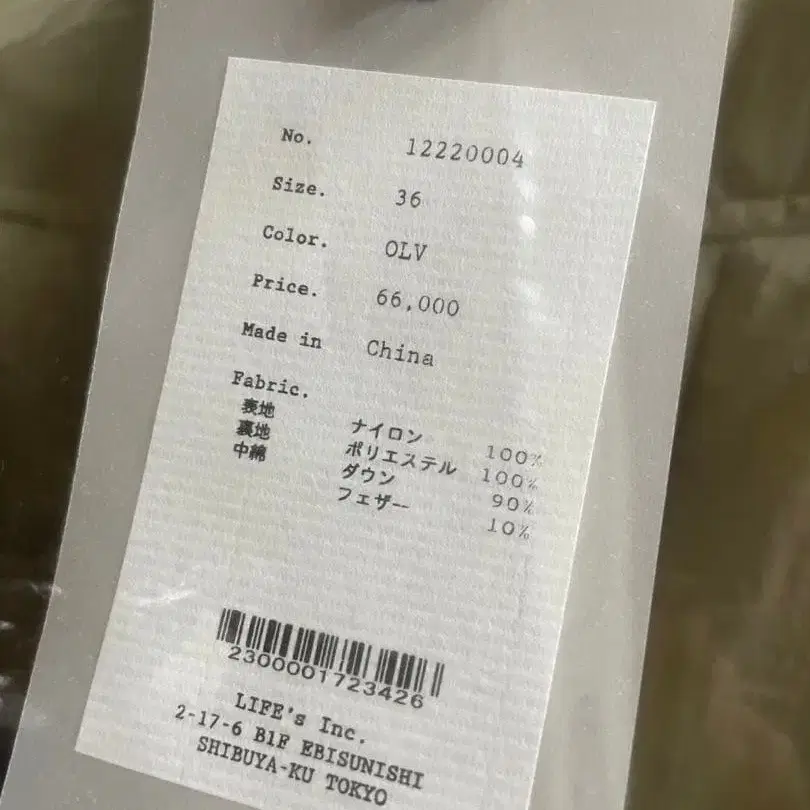 No. 12220004
Size. 36
Color. OLV
Price. 66,000
Made in China
Fabric.
表地 ナイロン 100%
裏地 ポリエステル 100%
中綿 ダウン 90%
フェザー 10%
2300001723426
LIFE's Inc.
2-17-6 B1F EBISUNISHI
SHIBUYA-KU TOKYO